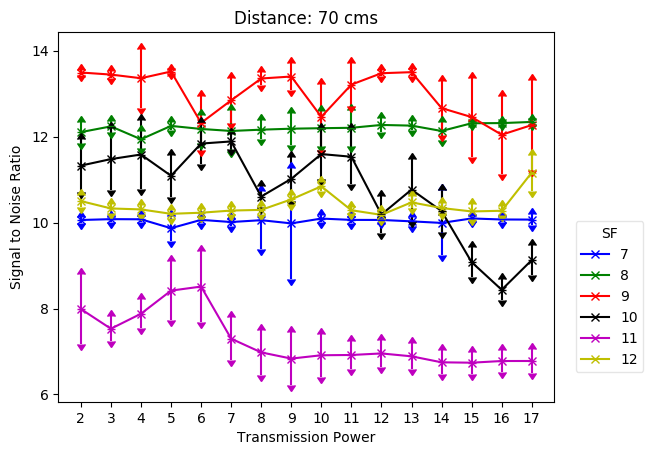 Distance: 70 cms
Signal to Noise Ratio
14
12
10
8
6
2 3 4 5 6 7 8 9 10 11 12 13 14 15 16 17
Transmission Power
SF
7
8
9
10
11
12